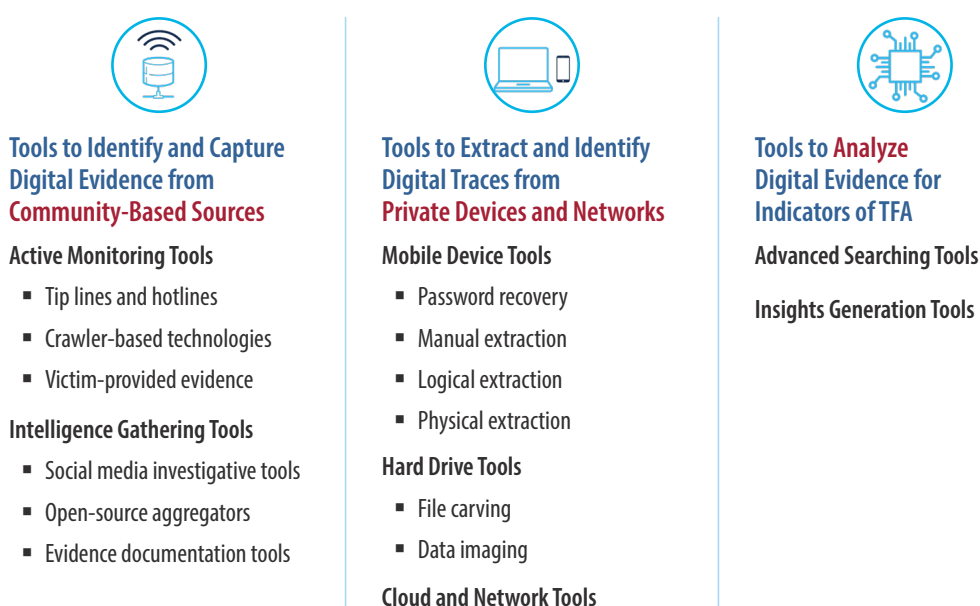 Tools to Identify and Capture
Digital Evidence from
Community-Based Sources
Active Monitoring Tools
▪ Tip lines and hotlines
▪ Crawler-based technologies
▪ Victim-provided evidence
Intelligence Gathering Tools
▪ Social media investigative tools
▪ Open-source aggregators
▪ Evidence documentation tools
Tools to Extract and Identify
Digital Traces from
Private Devices and Networks
Mobile Device Tools
▪ Password recovery
▪ Manual extraction
▪ Logical extraction
▪ Physical extraction
Hard Drive Tools
▪ File carving
▪ Data imaging
Cloud and Network Tools
Tools to Analyze
Digital Evidence for
Indicators of TFA
Advanced Searching Tools
Insights Generation Tools